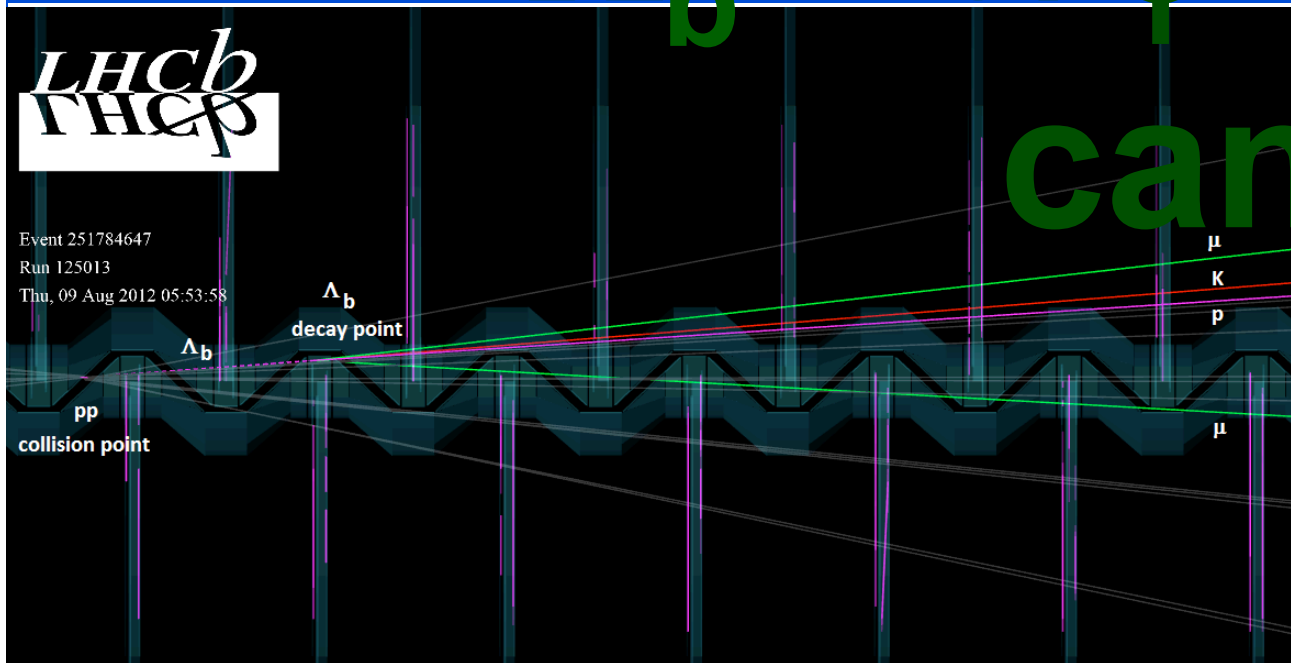 b
LHCb
can
Event 251784647
Run 125013
Thu, 09 Aug 2012 05:53:58
μ
K
p
Λb
decay point
Λb
pp
collision point
μ